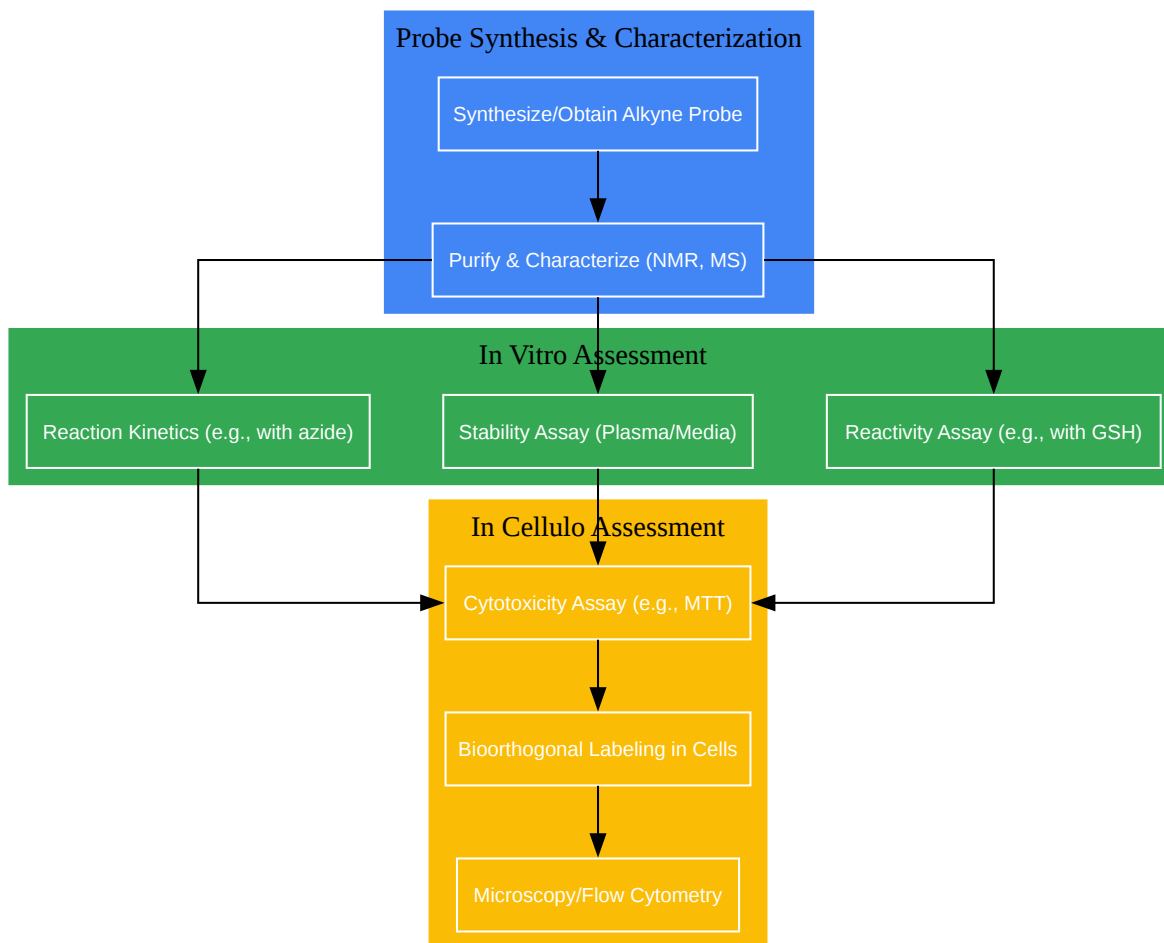 Probe Synthesis & Characterization
Synthesize/Obtain Alkyne Probe
Purify & Characterize (NMR, MS)
In Vitro Assessment
Reaction Kinetics (e.g., with azide)
Stability Assay (Plasma/Media)
Reactivity Assay (e.g., with GSH)
In Cellulo Assessment
Cytotoxicity Assay (e.g., MTT)
Bioorthogonal Labeling in Cells
Microscopy/Flow Cytometry